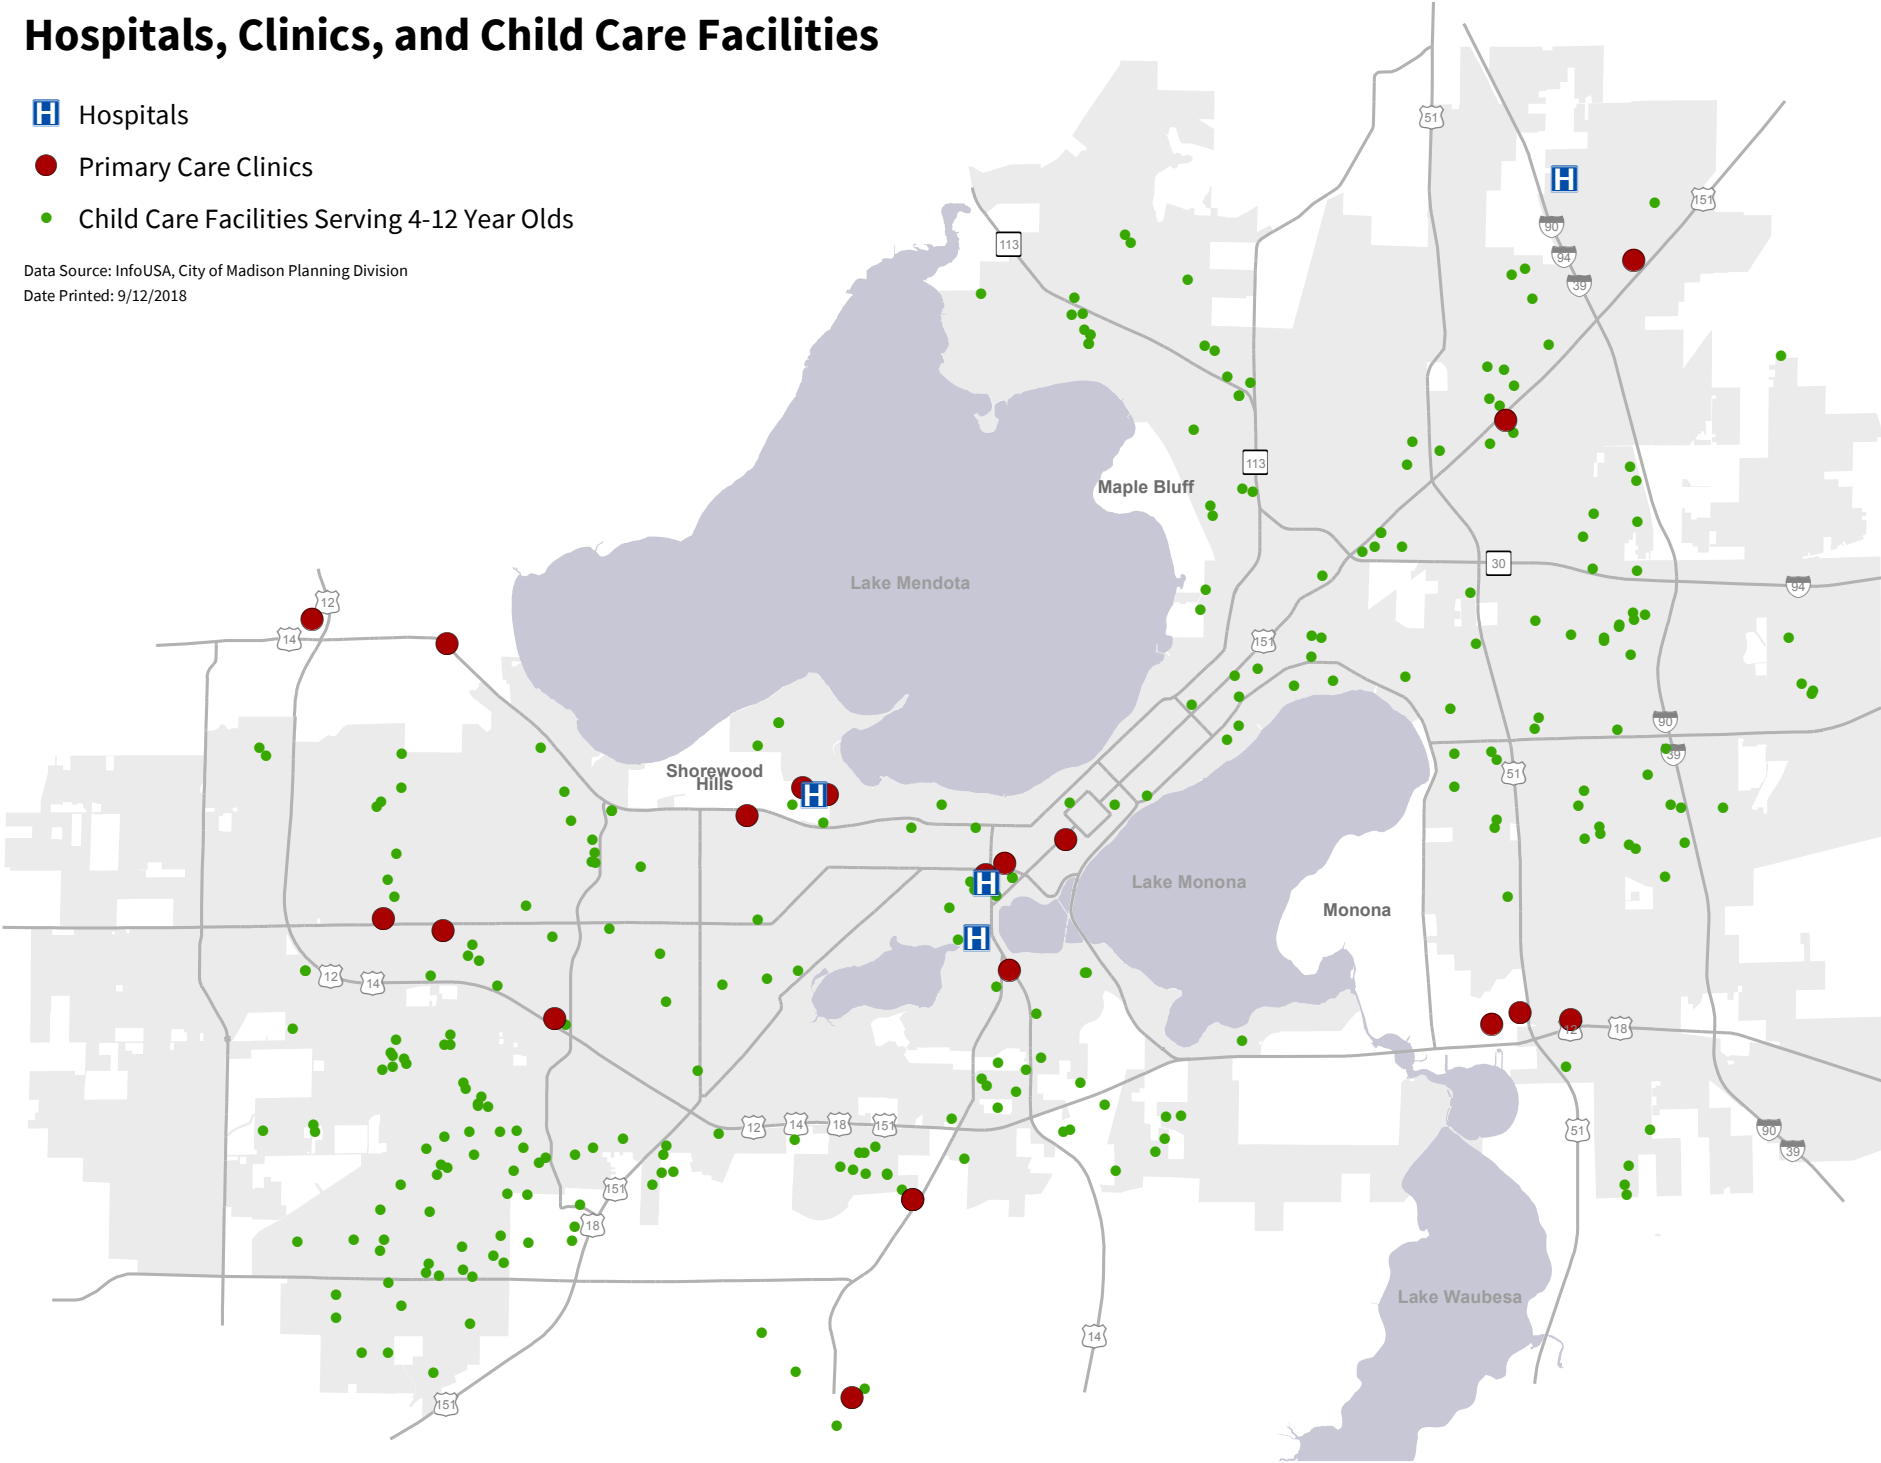 Hospitals, Clinics, and Child Care Facilities
H Hospitals
Primary Care Clinics
Child Care Facilities Serving 4-12 Year Olds
Data Source: InfoUSA, City of Madison Planning Division
Date Printed: 9/12/2018
51
H
151
90
113
94
39
113
Maple Bluff
30
Lake Mendota
94
12
14
151
90
39
51
Shorewood
Hills
H
Lake Monona
H
Monona
H
12
14
12
18
12
14
18
151
51
90
39
151
18
Lake Waubesa
14
151